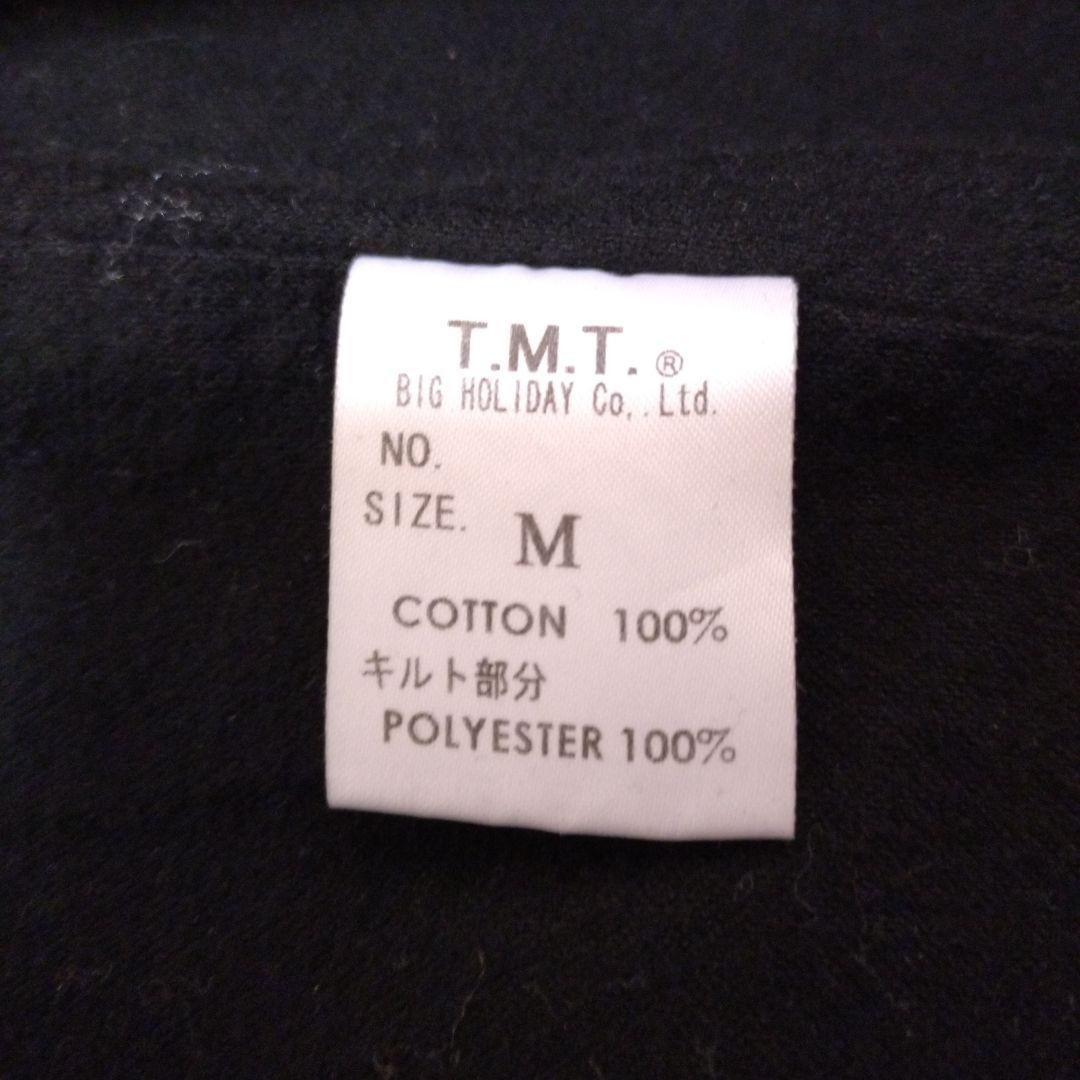 T.M.T.®
BIG HOLIDAY Co,.Ltd.
NO.
SIZE. M
COTTON 100%
キルト部分
POLYESTER 100%